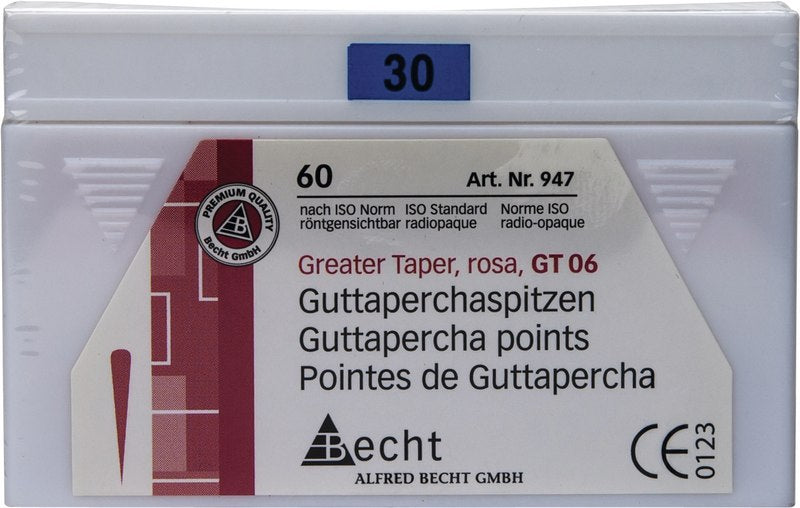 30
60 Art. Nr. 947
nach ISO Norm ISO Standard Norme ISO
röntgensichtbar radiopaque radio-opaque
PREMIUM QUALITY
B
Becht GmbH
Greater Taper, rosa, GT 06
Guttaperchaspitzen
Guttapercha points
Pointes de Guttapercha
Becht
ALFRED BECHT GMBH
CE 0123